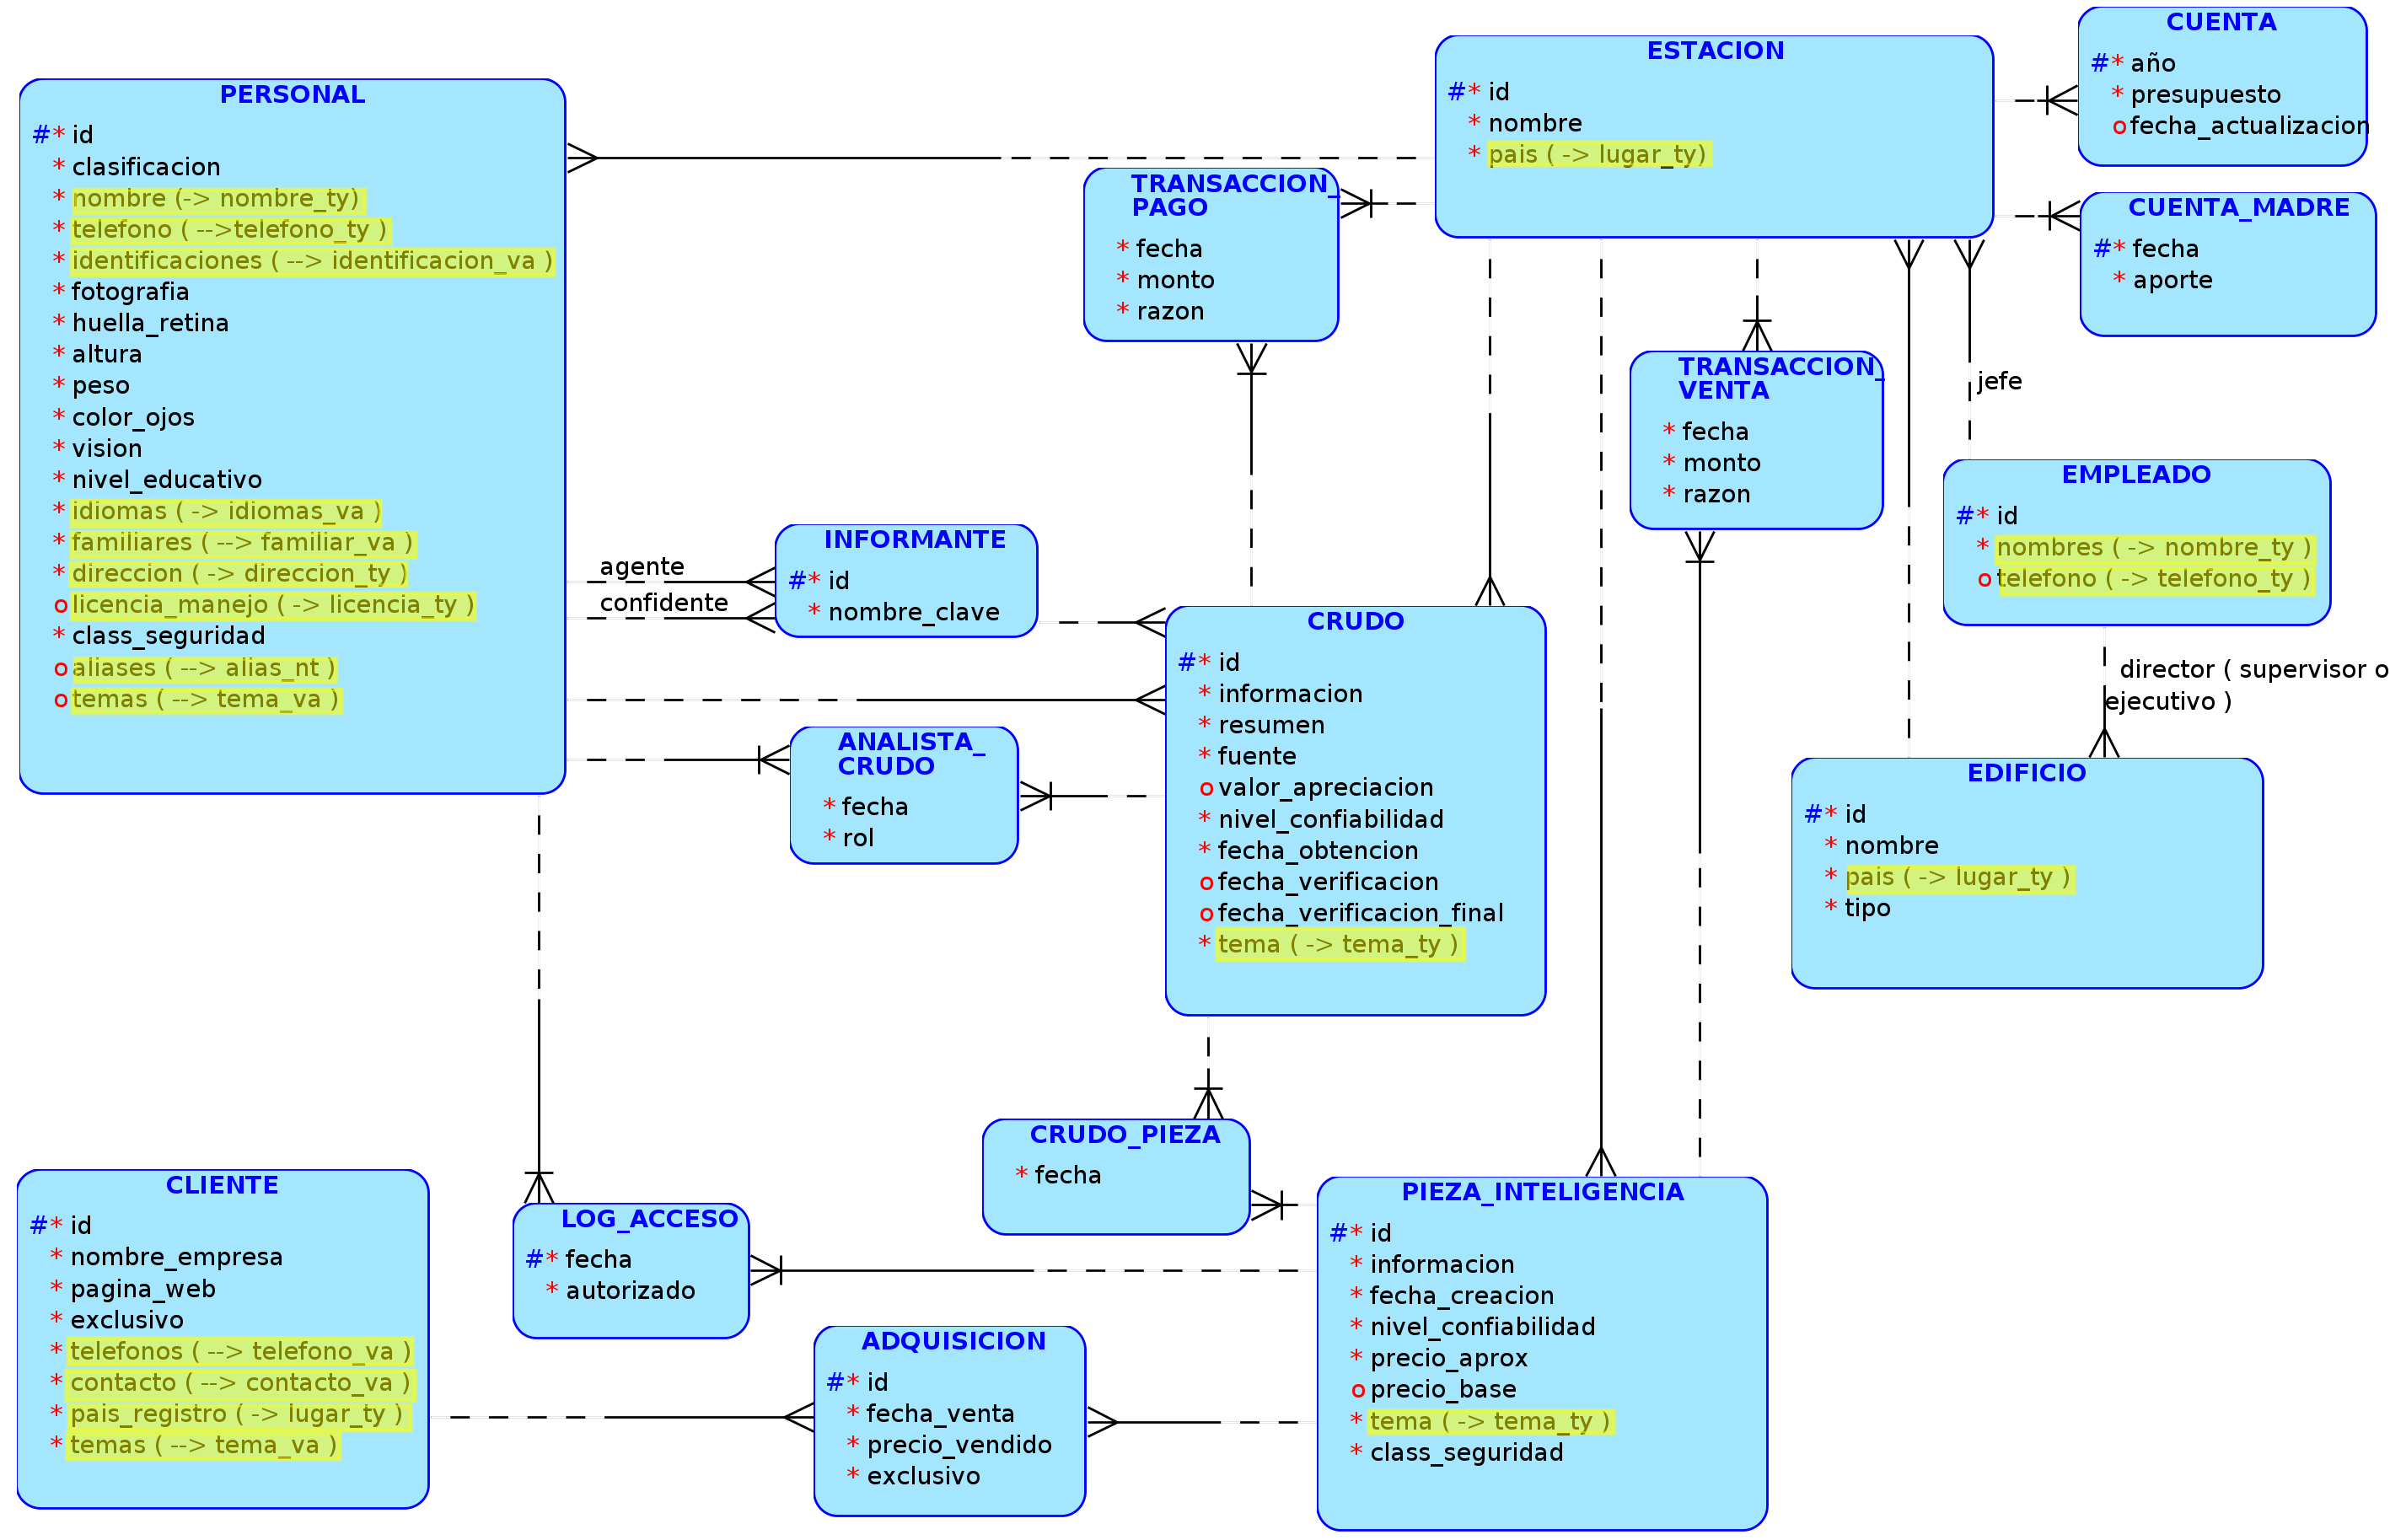 PERSONAL
#* id
* clasificacion
* nombre (-> nombre_ty)
* telefono ( -->telefono_ty )
* identificaciones ( --> identificacion_va )
* fotografia
* huella_retina
* altura
* peso
* color_ojos
* vision
* nivel_educativo
* idiomas ( -> idiomas_va )
* familiares ( --> familiar_va )
* direccion ( -> direccion_ty )
o licencia_manejo ( -> licencia_ty )
* class_seguridad
o aliases ( --> alias_nt )
o temas ( --> tema_va )
ESTACION
#* id
* nombre
* pais ( -> lugar_ty)
CUENTA
#* año
* presupuesto
o fecha_actualizacion
TRANSACCION_
PAGO
* fecha
* monto
* razon
CUENTA_MADRE
#* fecha
* aporte
TRANSACCION_
VENTA
* fecha
* monto
* razon
jefe
EMPLEADO
#* id
* nombres ( -> nombre_ty )
o telefono ( -> telefono_ty )
director ( supervisor o
ejecutivo )
agente
confidente
INFORMANTE
#* id
* nombre_clave
CRUDO
#* id
* informacion
* resumen
* fuente
o valor_apreciacion
* nivel_confiabilidad
* fecha_obtencion
o fecha_verificacion
o fecha_verificacion_final
* tema ( -> tema_ty )
ANALISTA_
CRUDO
* fecha
* rol
EDIFICIO
#* id
* nombre
* pais ( -> lugar_ty )
* tipo
CRUDO_PIEZA
* fecha
CLIENTE
#* id
* nombre_empresa
* pagina_web
* exclusivo
* telefonos ( --> telefono_va )
* contacto ( --> contacto_va )
* pais_registro ( -> lugar_ty )
* temas ( --> tema_va )
LOG_ACCESO
#* fecha
* autorizado
ADQUISICION
#* id
* fecha_venta
* precio_vendido
* exclusivo
PIEZA_INTELIGENCIA
#* id
* informacion
* fecha_creacion
* nivel_confiabilidad
* precio_aprox
o precio_base
* tema ( -> tema_ty )
* class_seguridad